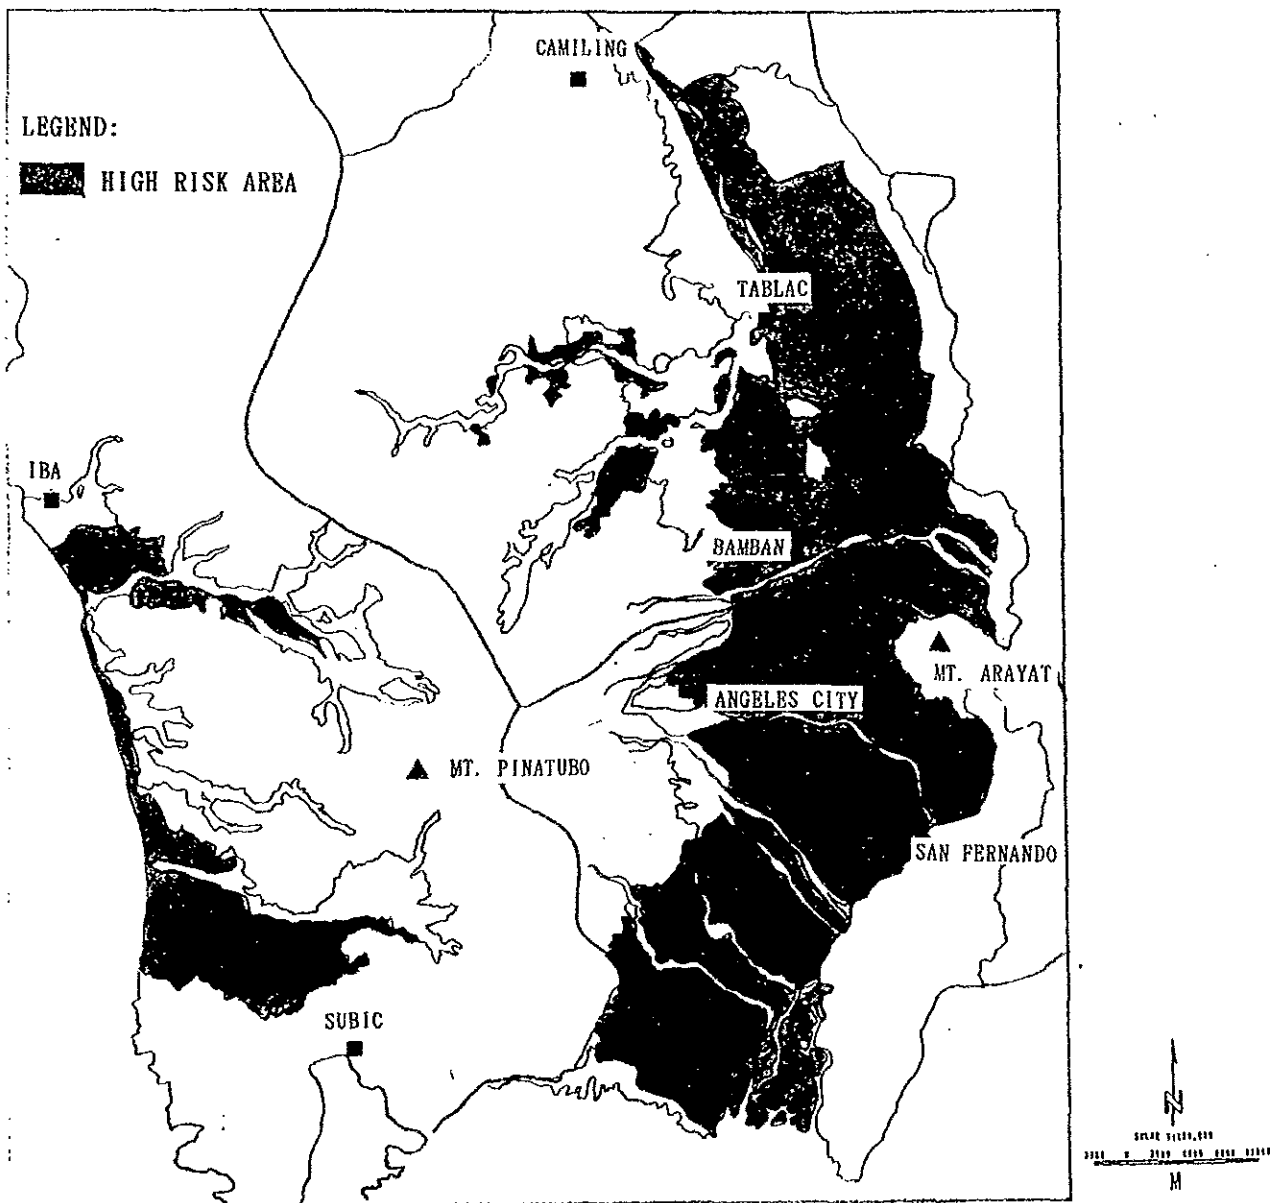 CAMILING
LEGEND:
HIGH RISK AREA
TABLAC
IBA
BAMBAN
MT. ARAYAT
ANGELES CITY
MT. PINATUBO
SAN FERNANDO
SUBIC
N
M